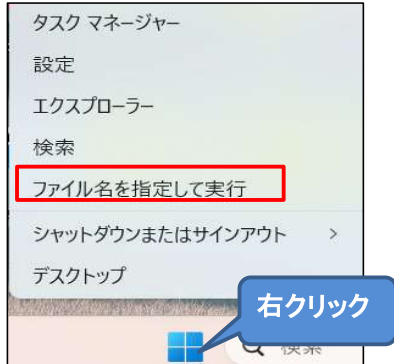 タスク マネージャー
設定
エクスプローラー
検索
ファイル名を指定して実行
シャットダウンまたはサインアウト
デスクトップ
右クリック
検索